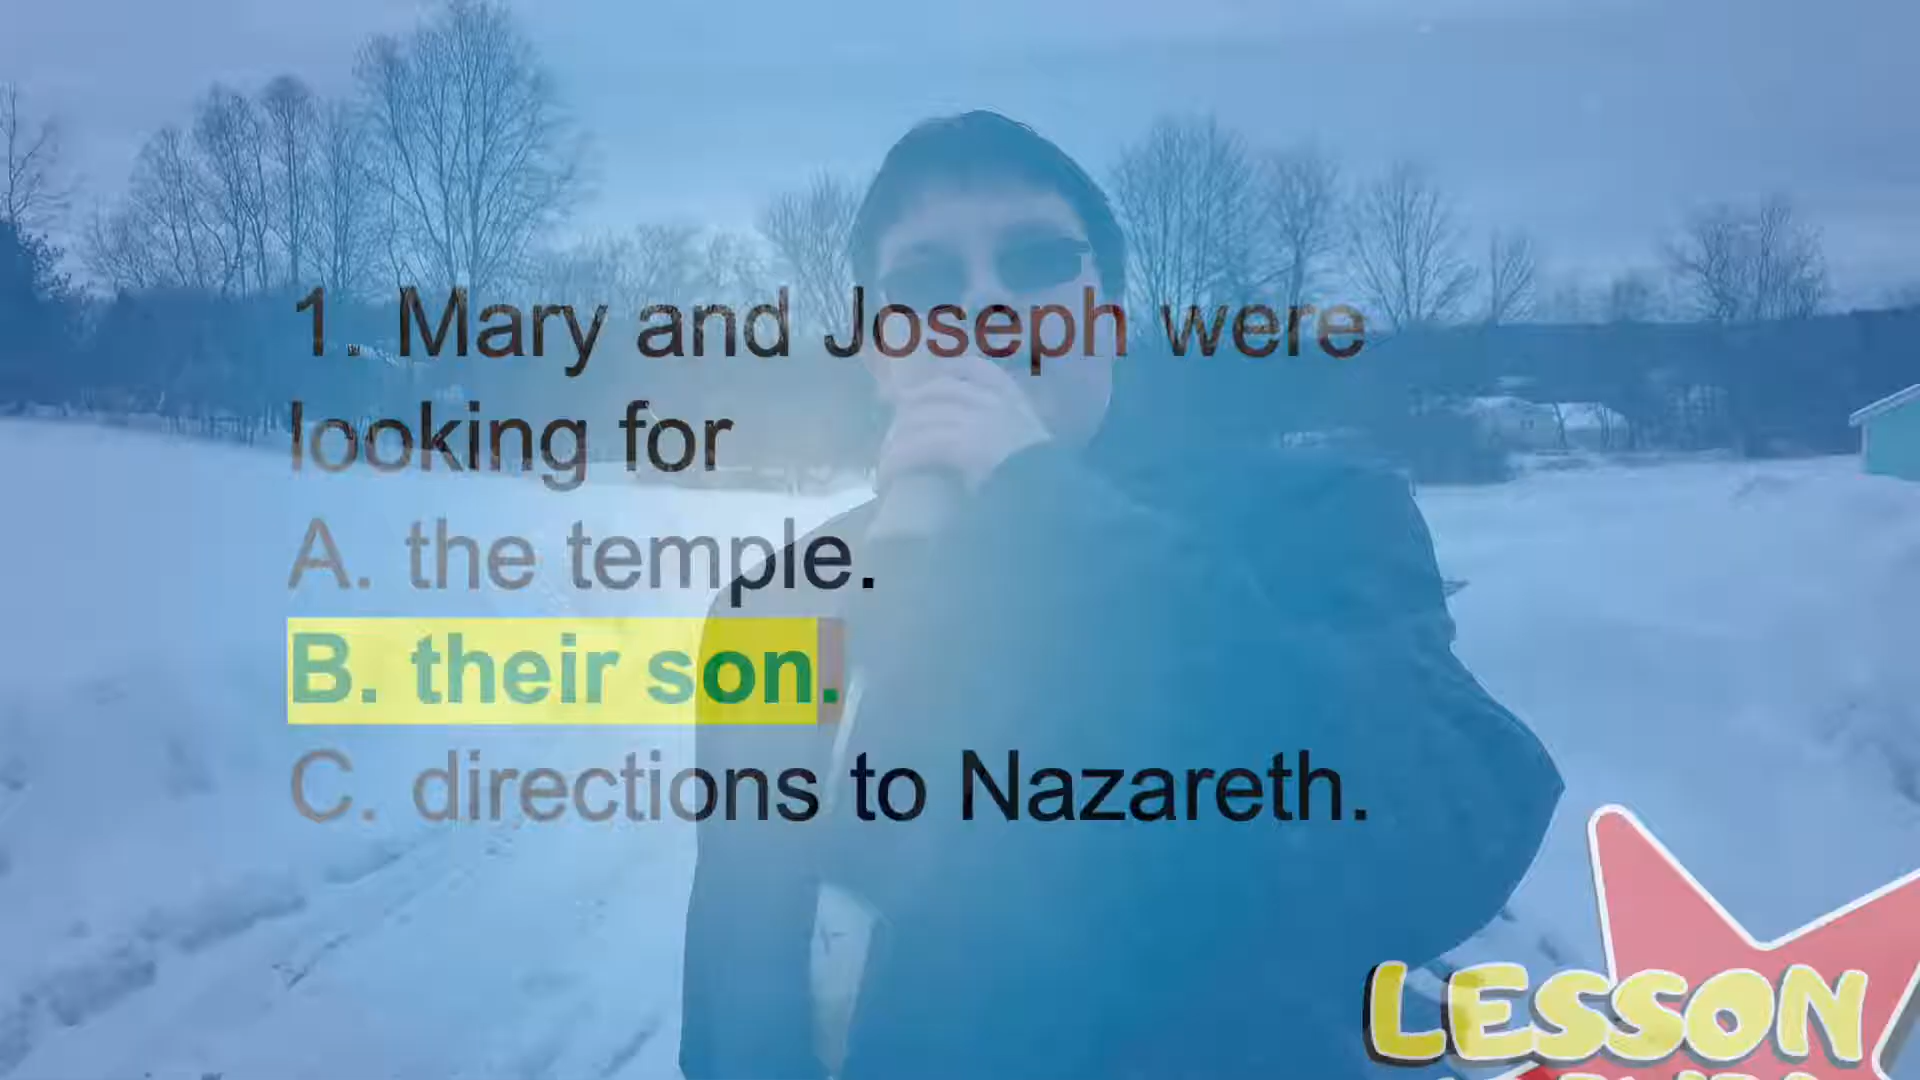 1. Mary and Joseph were
looking for
A. the temple.
B. their son.
C. directions to Nazareth.
LESSON